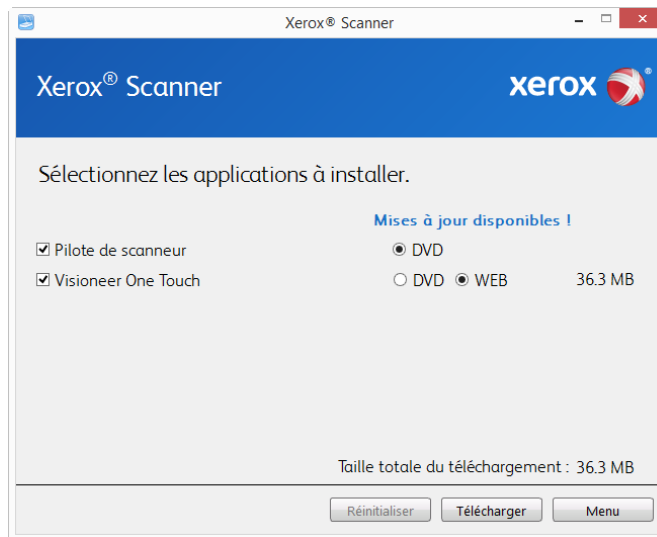 Xerox® Scanner
Xerox® Scanner
xerox ®
Sélectionnez les applications à installer.
Mises à jour disponibles !
Pilote de scanneur DVD
Visioneer One Touch DVD WEB 36.3 MB
Taille totale du téléchargement : 36.3 MB
Réinitialiser Télécharger Menu